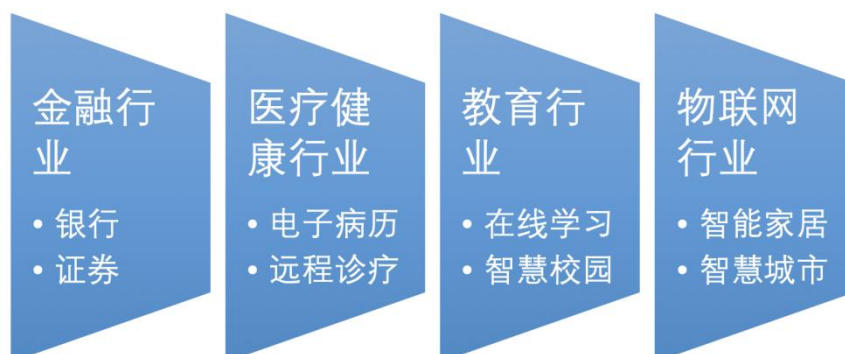 金融行
业
• 银行
• 证券
医疗健
康行业
• 电子病历
• 远程诊疗
教育行
业
• 在线学习
• 智慧校园
物联网
行业
• 智能家居
• 智慧城市